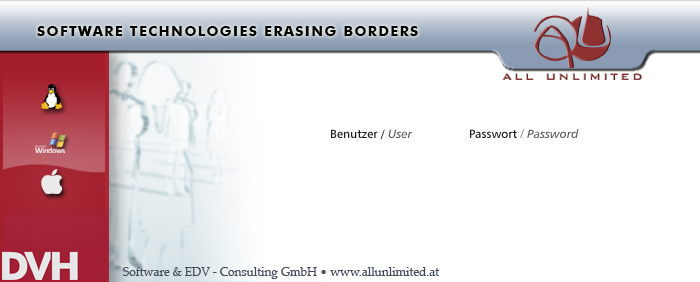 SOFTWARE TECHNOLOGIES ERASING BORDERS
ALL UNLIMITED
Windows
Benutzer / User
Passwort / Password
DVH
Software & EDV - Consulting GmbH • www.allunlimited.at